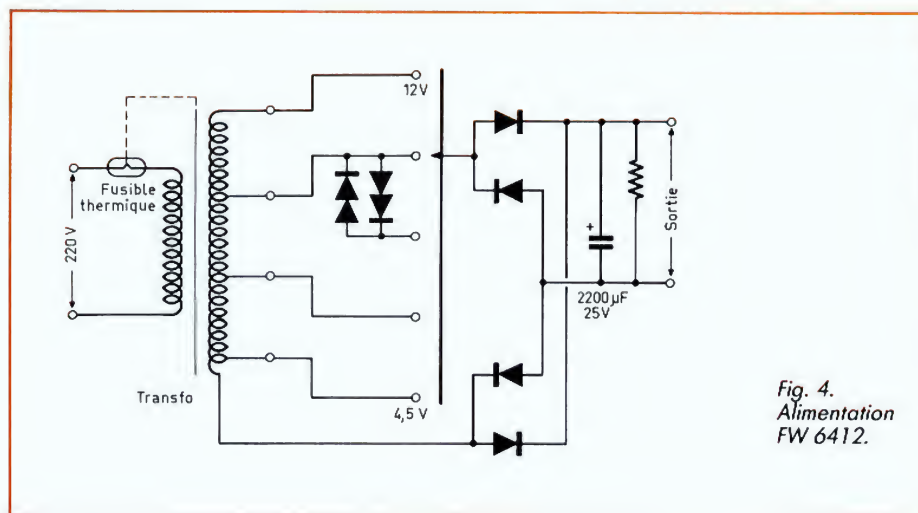 12V
Fusible
thermique
220 V
Transfo
4,5 V
+
2200µF
25V
Sortie
Fig. 4.
Alimentation
FW 6412.